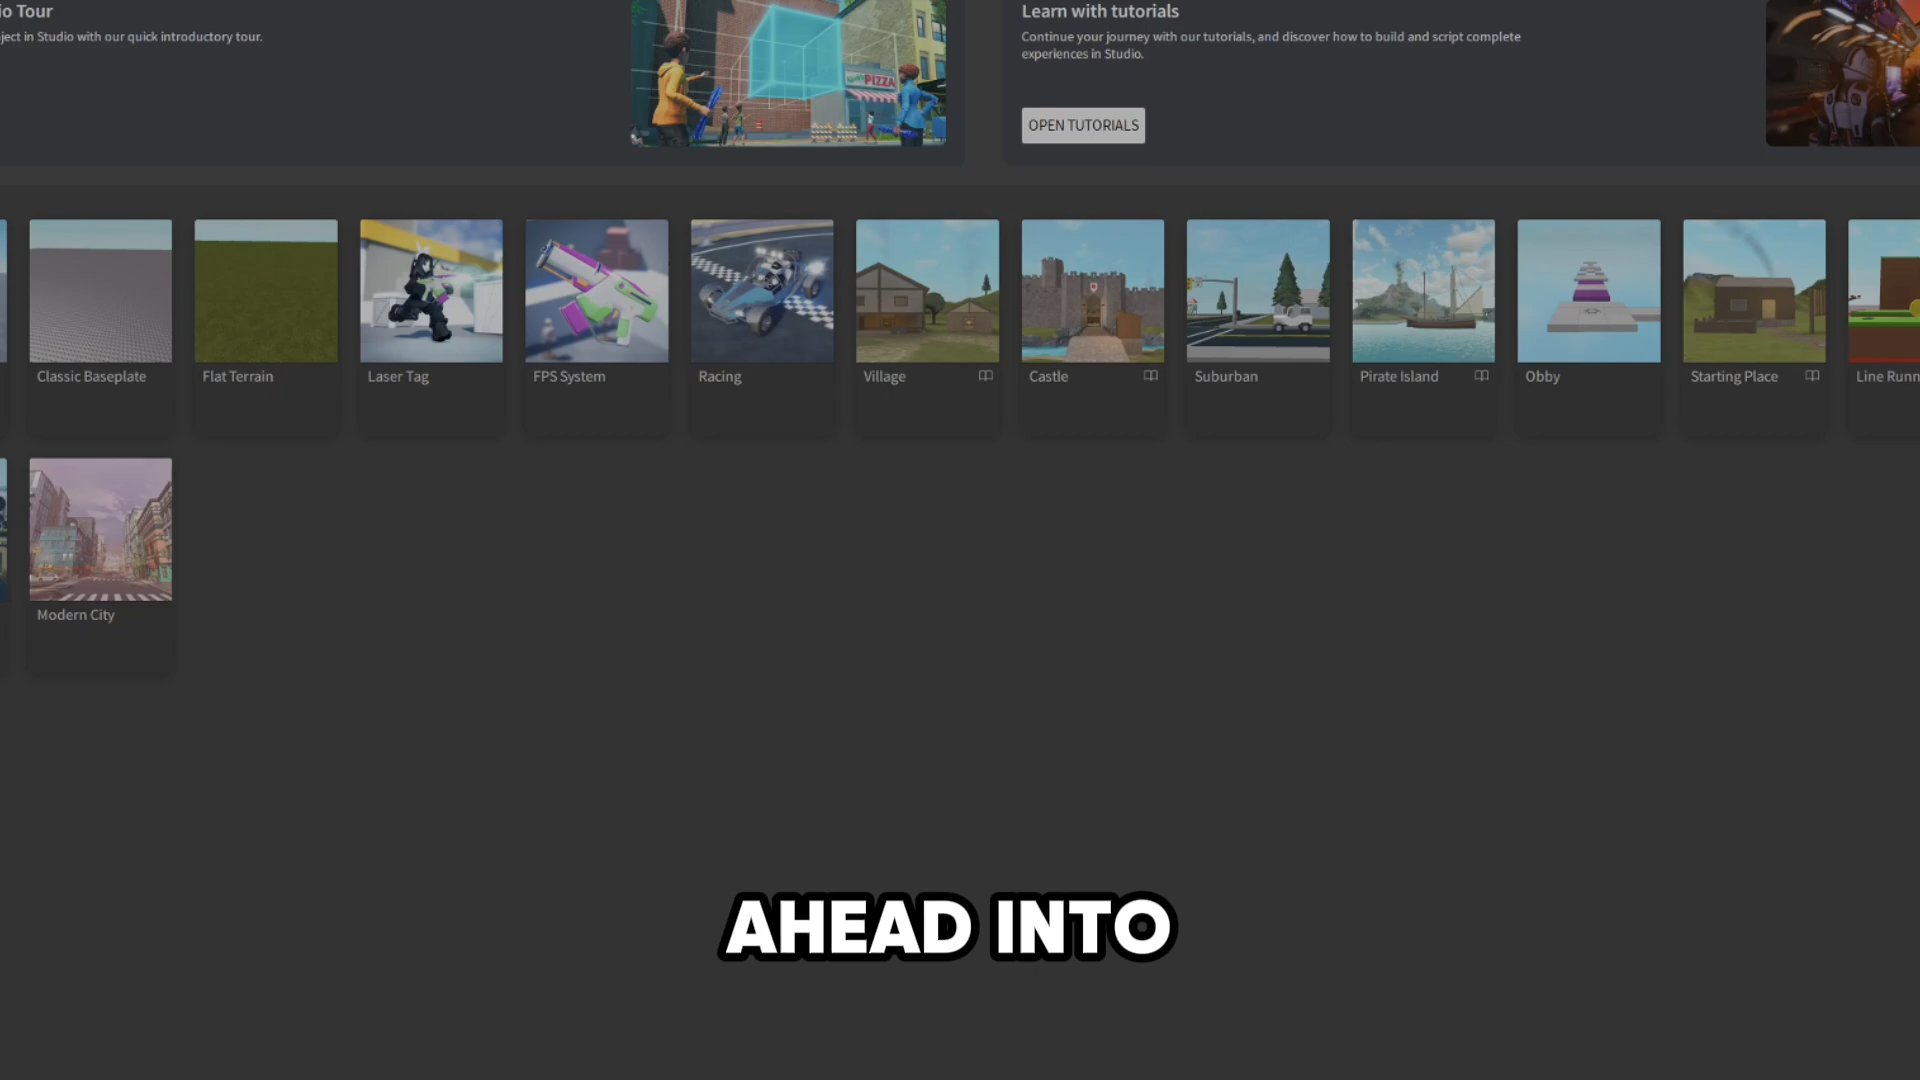 io Tour
ject in Studio with our quick introductory tour.
PIZZA
Learn with tutorials
Continue your journey with our tutorials, and discover how to build and script complete
experiences in Studio.
OPEN TUTORIALS
Classic Baseplate
Flat Terrain
Laser Tag
FPS System
Racing
Village
Castle
Suburban
Pirate Island
Obby
Starting Place
Line Runn
Modern City
AHEAD INTO